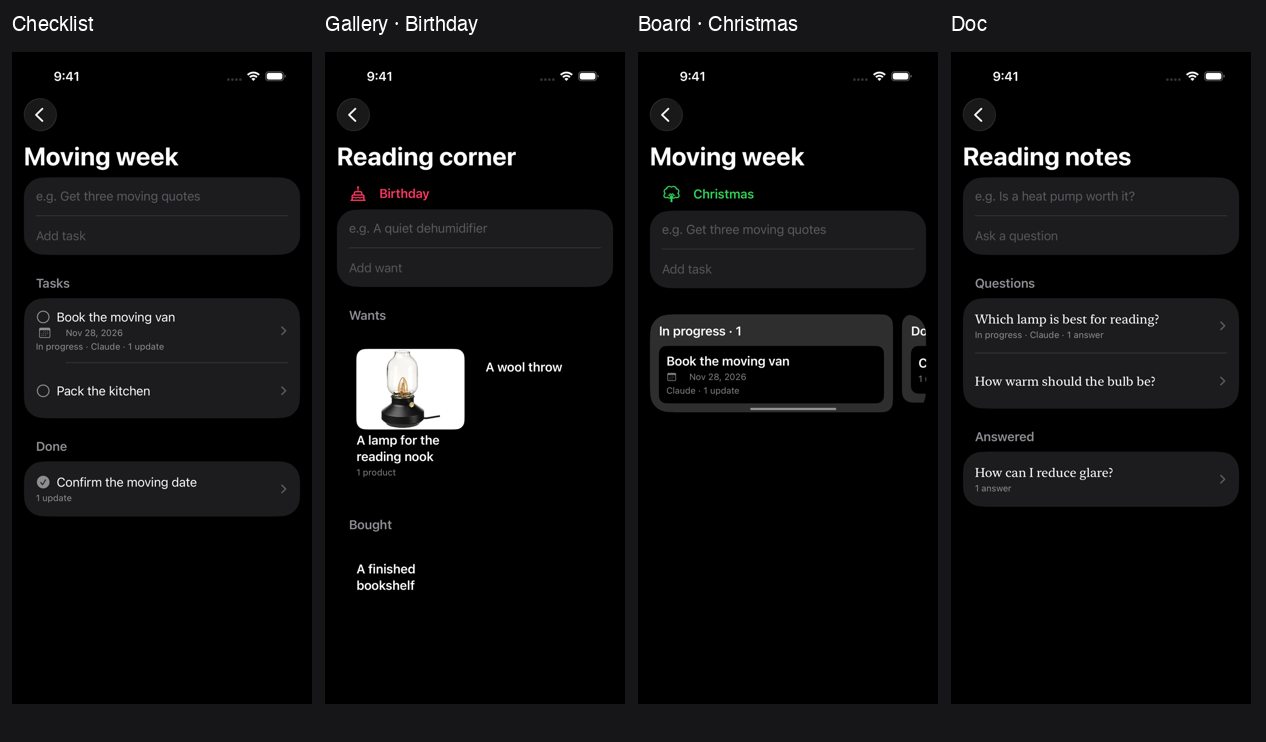 Checklist
9:41
Moving week
e.g. Get three moving quotes
Add task
Tasks
Book the moving van
Nov 28, 2026
In progress · Claude · 1 update
Pack the kitchen
Done
Confirm the moving date
1 update
Gallery · Birthday
9:41
Reading corner
Birthday
e.g. A quiet dehumidifier
Add want
Wants
A lamp for the
reading nook
1 product
A wool throw
Bought
A finished
bookshelf
Board · Christmas
9:41
Moving week
Christmas
e.g. Get three moving quotes
Add task
In progress · 1
Book the moving van
Nov 28, 2026
Claude · 1 update
Doc
9:41
Reading notes
e.g. Is a heat pump worth it?
Ask a question
Questions
Which lamp is best for reading?
In progress · Claude · 1 answer
How warm should the bulb be?
Answered
How can I reduce glare?
1 answer